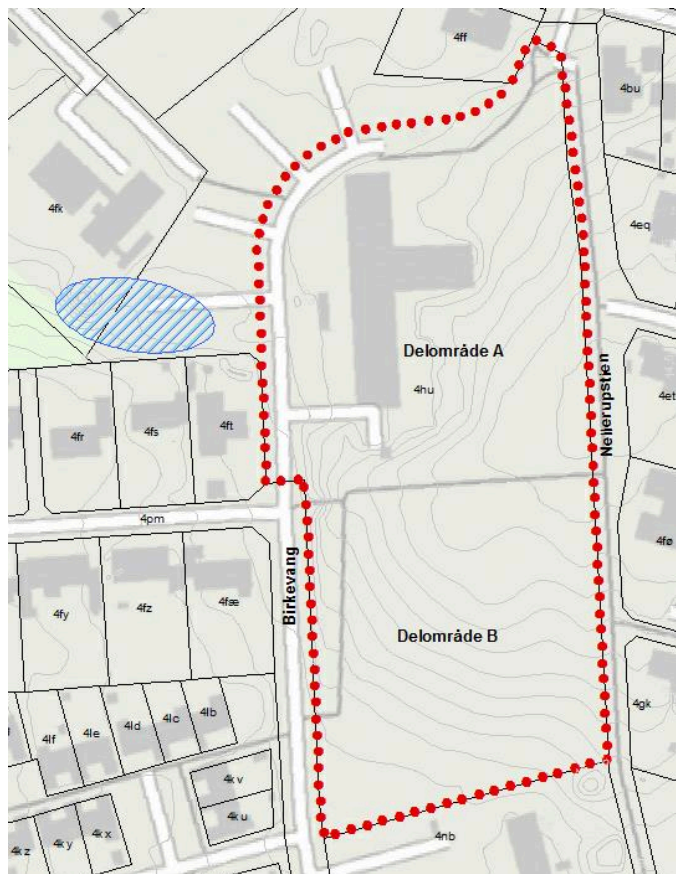 4ff
4bu
4fk
4eq
Delområde A
4hu
4et
Nellerupstien
4fr
4fs
4ft
4pm
4fø
Birkevang
4fy
4fz
4fæ
Delområde B
4gk
4lf
4le
4ld
4lc
4lb
4kv
4ku
4kz
4ky
4kx
4nb